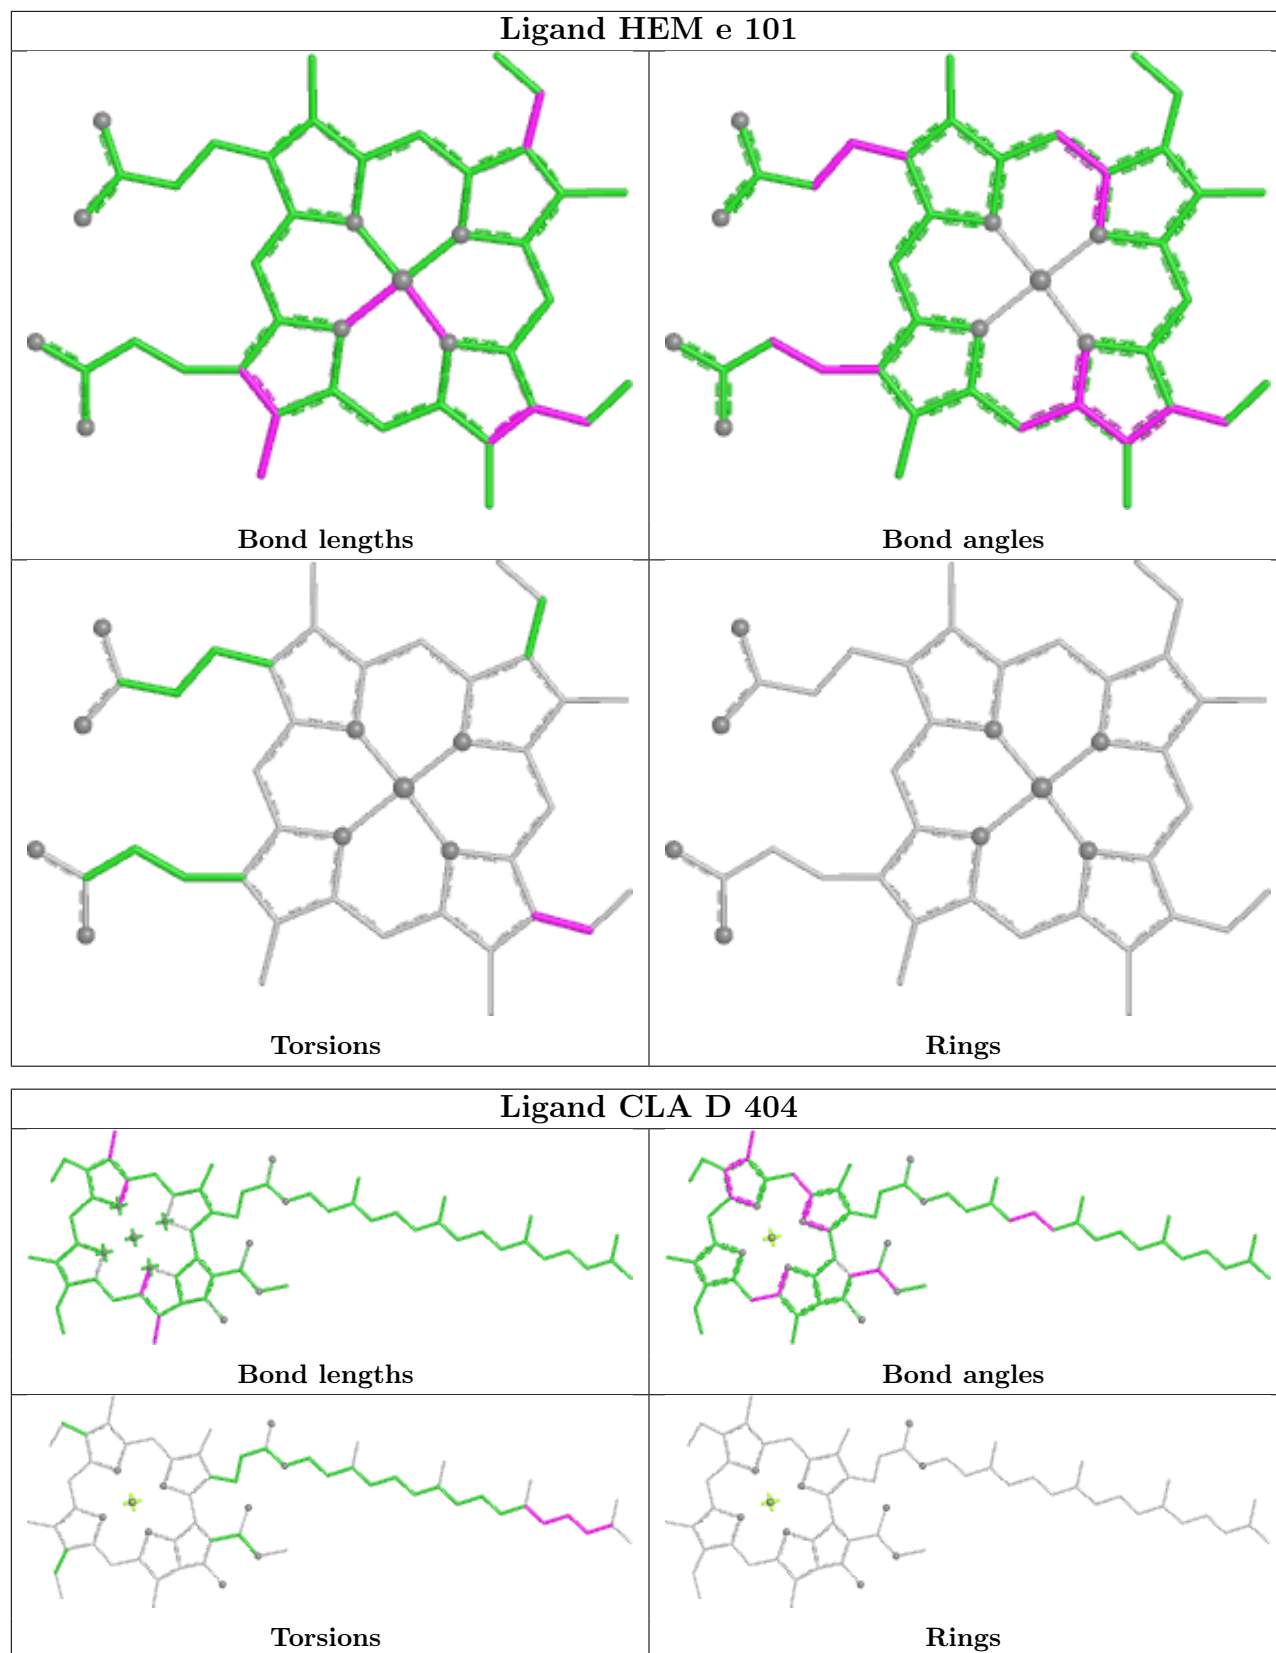 Ligand HEM e 101
Bond lengths
Bond angles
Torsions
Rings
Ligand CLA D 404
Bond lengths
Bond angles
Torsions
Rings